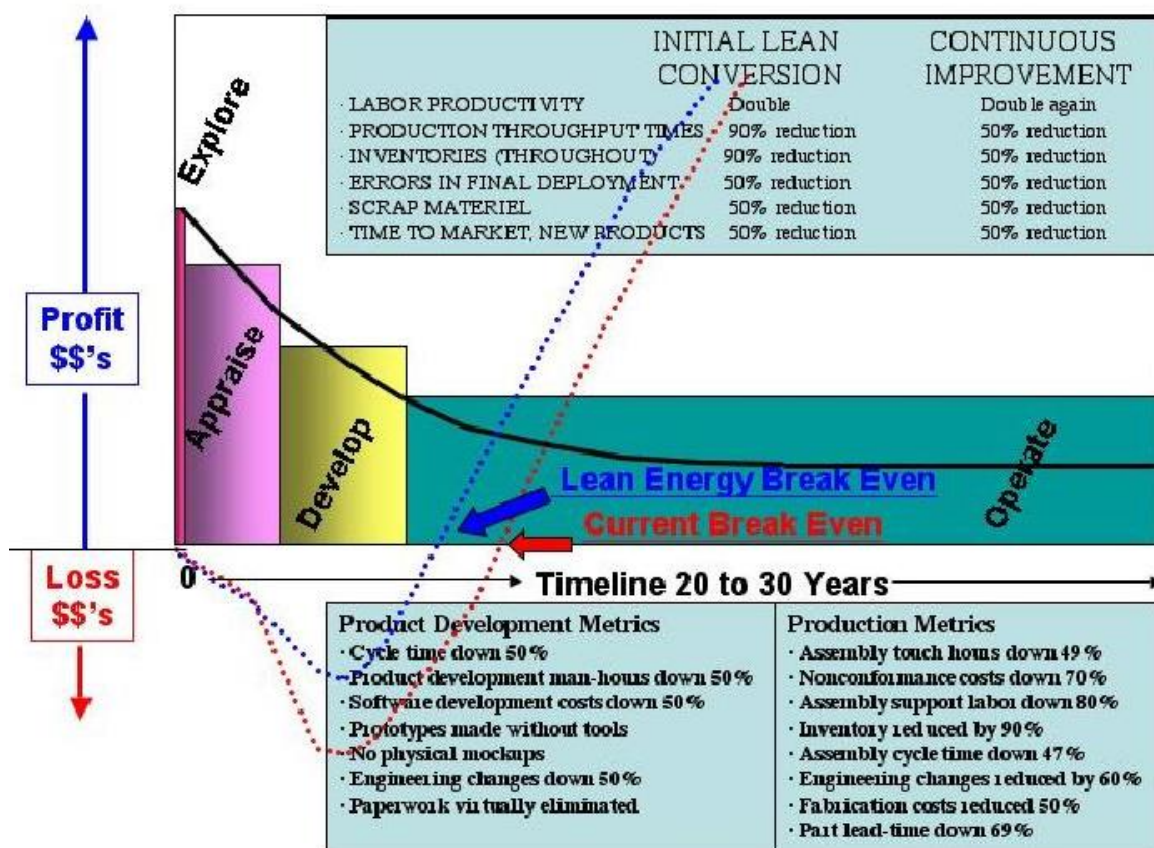 INITIAL LEAN CONVERSION
CONTINUOUS IMPROVEMENT
· LABOR PRODUCTIVITY Double Double again
· PRODUCTION THROUGHPUT TIMES 90% reduction 50% reduction
· INVENTORIES (THROUGHOUT) 90% reduction 50% reduction
· ERRORS IN FINAL DEPLOYMENT 50% reduction 50% reduction
· SCRAP MATERIEL 50% reduction 50% reduction
· TIME TO MARKET, NEW PRODUCTS 50% reduction 50% reduction
Explore
Profit
$$'s
Appraise
Develop
Operate
Lean Energy Break Even
Current Break Even
Loss
$$'s
0
Timeline 20 to 30 Years
Product Development Metrics
· Cycle time down 50%
· Product development man-hours down 50%
· Software development costs down 50%
· Prototypes made without tools
· No physical mockups
· Engineering changes down 50%
· Paperwork virtually eliminated
Production Metrics
· Assembly touch hours down 49%
· Nonconformance costs down 70%
· Assembly support labor down 80%
· Inventory reduced by 90%
· Assembly cycle time down 47%
· Engineering changes reduced by 60%
· Fabrication costs reduced 50%
· Part lead-time down 69%